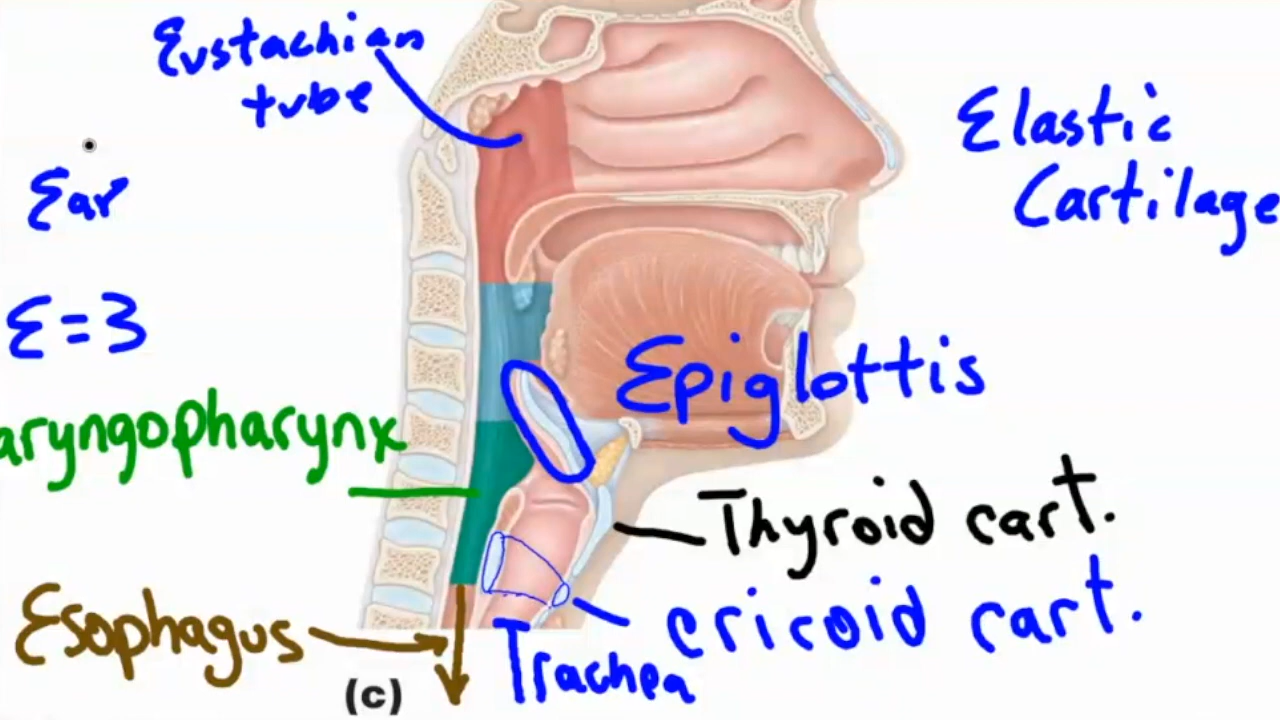 Eustachian
tube
Elastic
Cartilage
Ear
E=3
Epiglottis
aryngopharynx
Thyroid cart.
cricoid cart.
Esophagus
Trachea
(c)